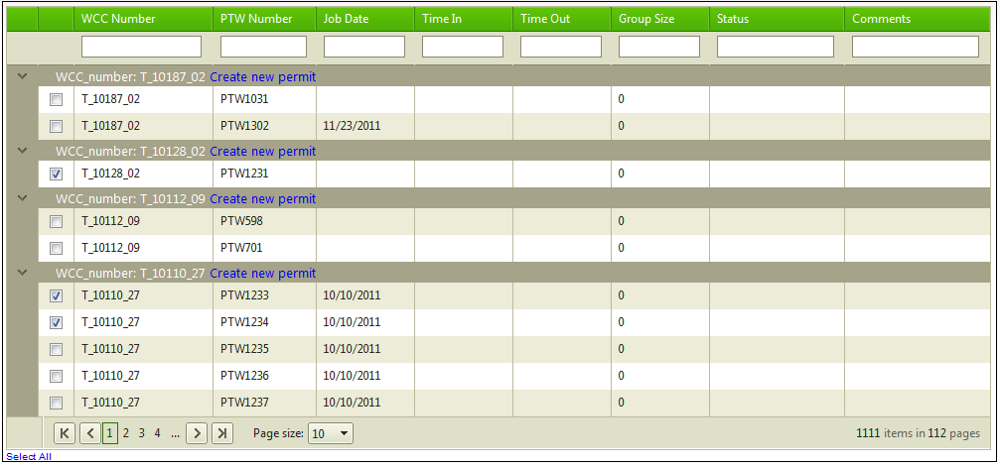 WCC Number PTW Number Job Date Time In Time Out Group Size Status Comments
WCC_number: T_10187_02 Create new permit
T_10187_02 PTW1031 0
T_10187_02 PTW1302 11/23/2011 0
WCC_number: T_10128_02 Create new permit
T_10128_02 PTW1231 0
WCC_number: T_10112_09 Create new permit
T_10112_09 PTW598 0
T_10112_09 PTW701 0
WCC_number: T_10110_27 Create new permit
T_10110_27 PTW1233 10/10/2011 0
T_10110_27 PTW1234 10/10/2011 0
T_10110_27 PTW1235 10/10/2011 0
T_10110_27 PTW1236 10/10/2011 0
T_10110_27 PTW1237 10/10/2011 0
1 2 3 4 ... Page size: 10 1111 items in 112 pages
Select All